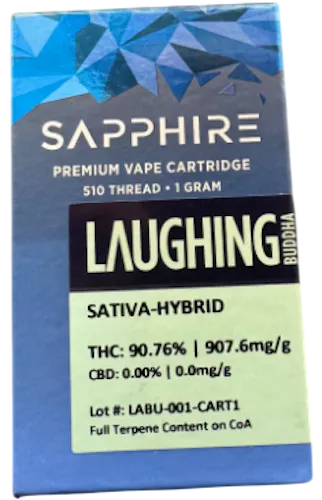 SAPPHIRE
PREMIUM VAPE CARTRIDGE
510 THREAD • 1 GRAM
LAUGHING
BUDDHA
SATIVA-HYBRID
THC: 90.76% | 907.6mg/g
CBD: 0.00% | 0.0mg/g
Lot #: LABU-001-CART1
Full Terpene Content on CoA